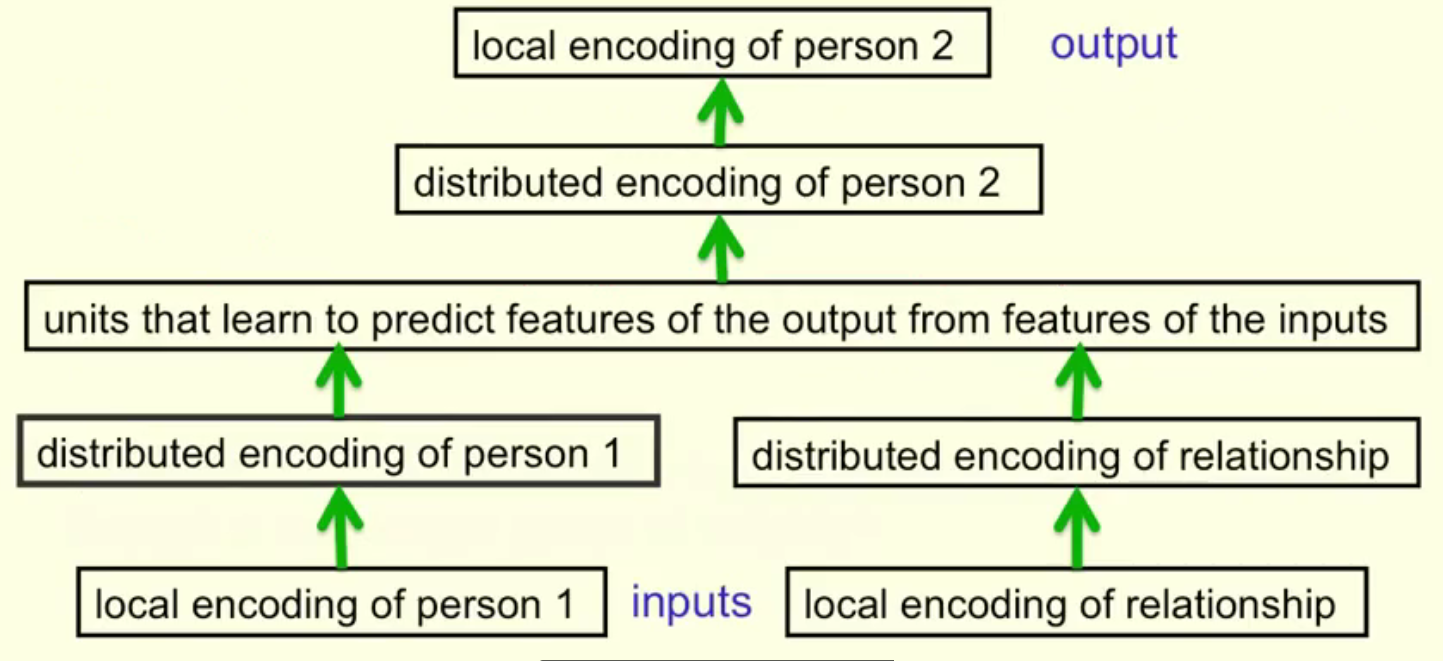 local encoding of person 2
output
distributed encoding of person 2
units that learn to predict features of the output from features of the inputs
distributed encoding of person 1
distributed encoding of relationship
local encoding of person 1
inputs
local encoding of relationship